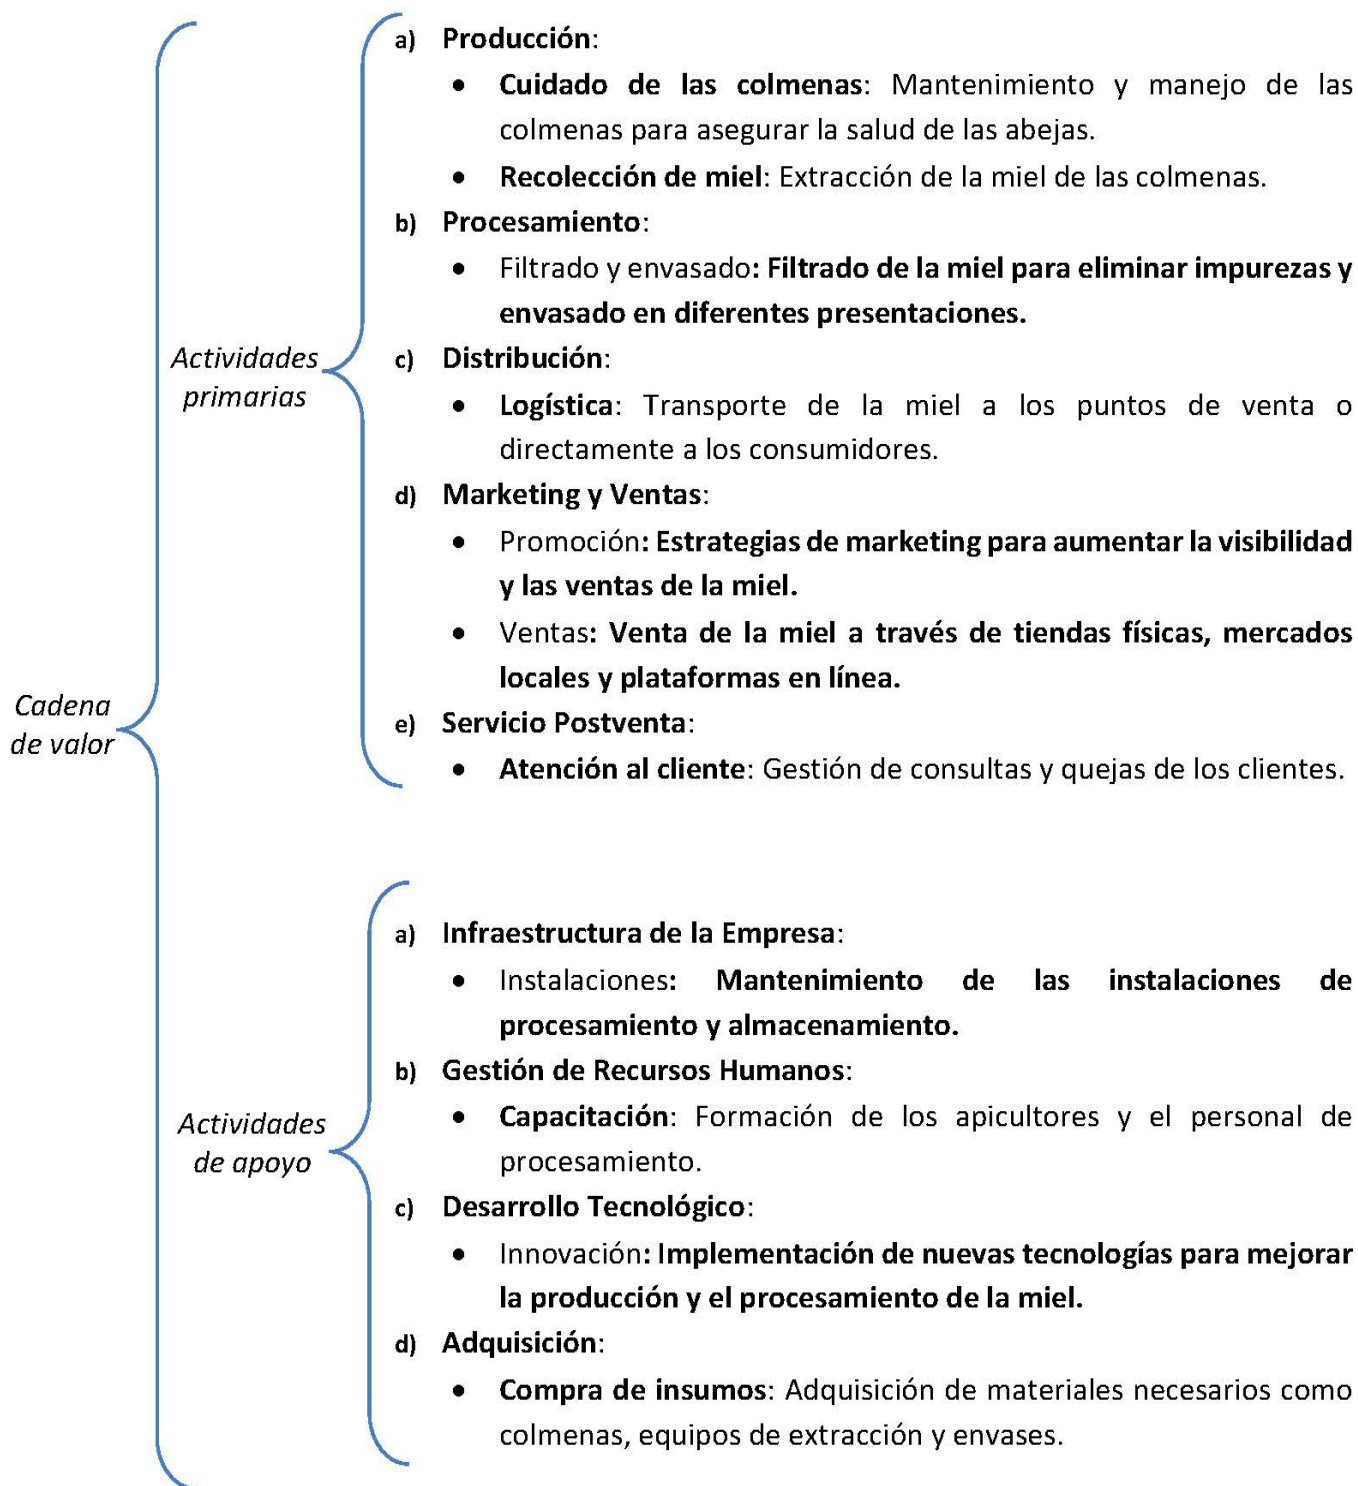 a) Producción:
• Cuidado de las colmenas: Mantenimiento y manejo de las
colmenas para asegurar la salud de las abejas.
• Recolección de miel: Extracción de la miel de las colmenas.
b) Procesamiento:
• Filtrado y envasado: Filtrado de la miel para eliminar impurezas y
envasado en diferentes presentaciones.
Actividades
primarias
c) Distribución:
• Logística: Transporte de la miel a los puntos de venta o
directamente a los consumidores.
d) Marketing y Ventas:
• Promoción: Estrategias de marketing para aumentar la visibilidad
y las ventas de la miel.
• Ventas: Venta de la miel a través de tiendas físicas, mercados
locales y plataformas en línea.
Cadena
de valor
e) Servicio Postventa:
• Atención al cliente: Gestión de consultas y quejas de los clientes.
a) Infraestructura de la Empresa:
• Instalaciones: Mantenimiento de las instalaciones de
procesamiento y almacenamiento.
b) Gestión de Recursos Humanos:
• Capacitación: Formación de los apicultores y el personal de
procesamiento.
Actividades
de apoyo
c) Desarrollo Tecnológico:
• Innovación: Implementación de nuevas tecnologías para mejorar
la producción y el procesamiento de la miel.
d) Adquisición:
• Compra de insumos: Adquisición de materiales necesarios como
colmenas, equipos de extracción y envases.